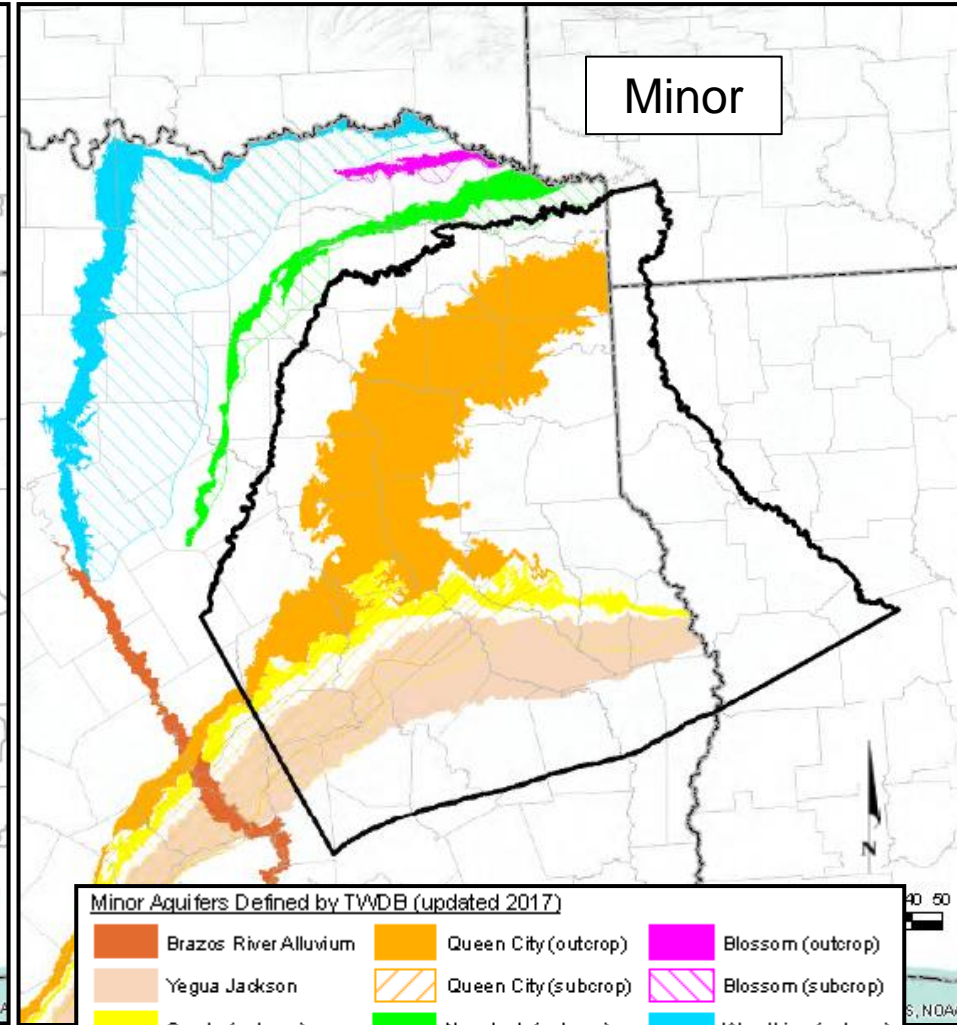 Minor
N
40 50
Minor Aquifers Defined by TWDB (updated 2017)
Brazos River Alluvium Queen City (outcrop) Blossom (outcrop)
Yegua Jackson Queen City (subcrop) Blossom (subcrop)
S, NOA